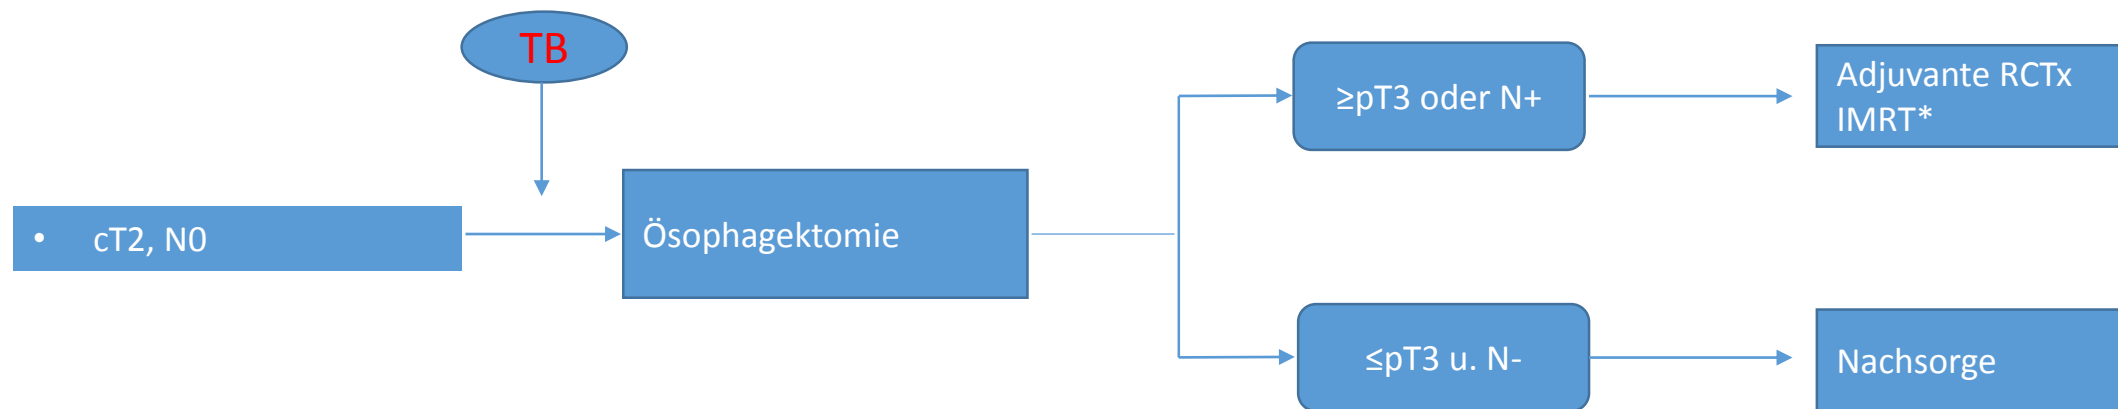 TB
• cT2, N0
Ösophagektomie
≥pT3 oder N+
Adjuvante RCTx
IMRT*
≤pT3 u. N-
Nachsorge